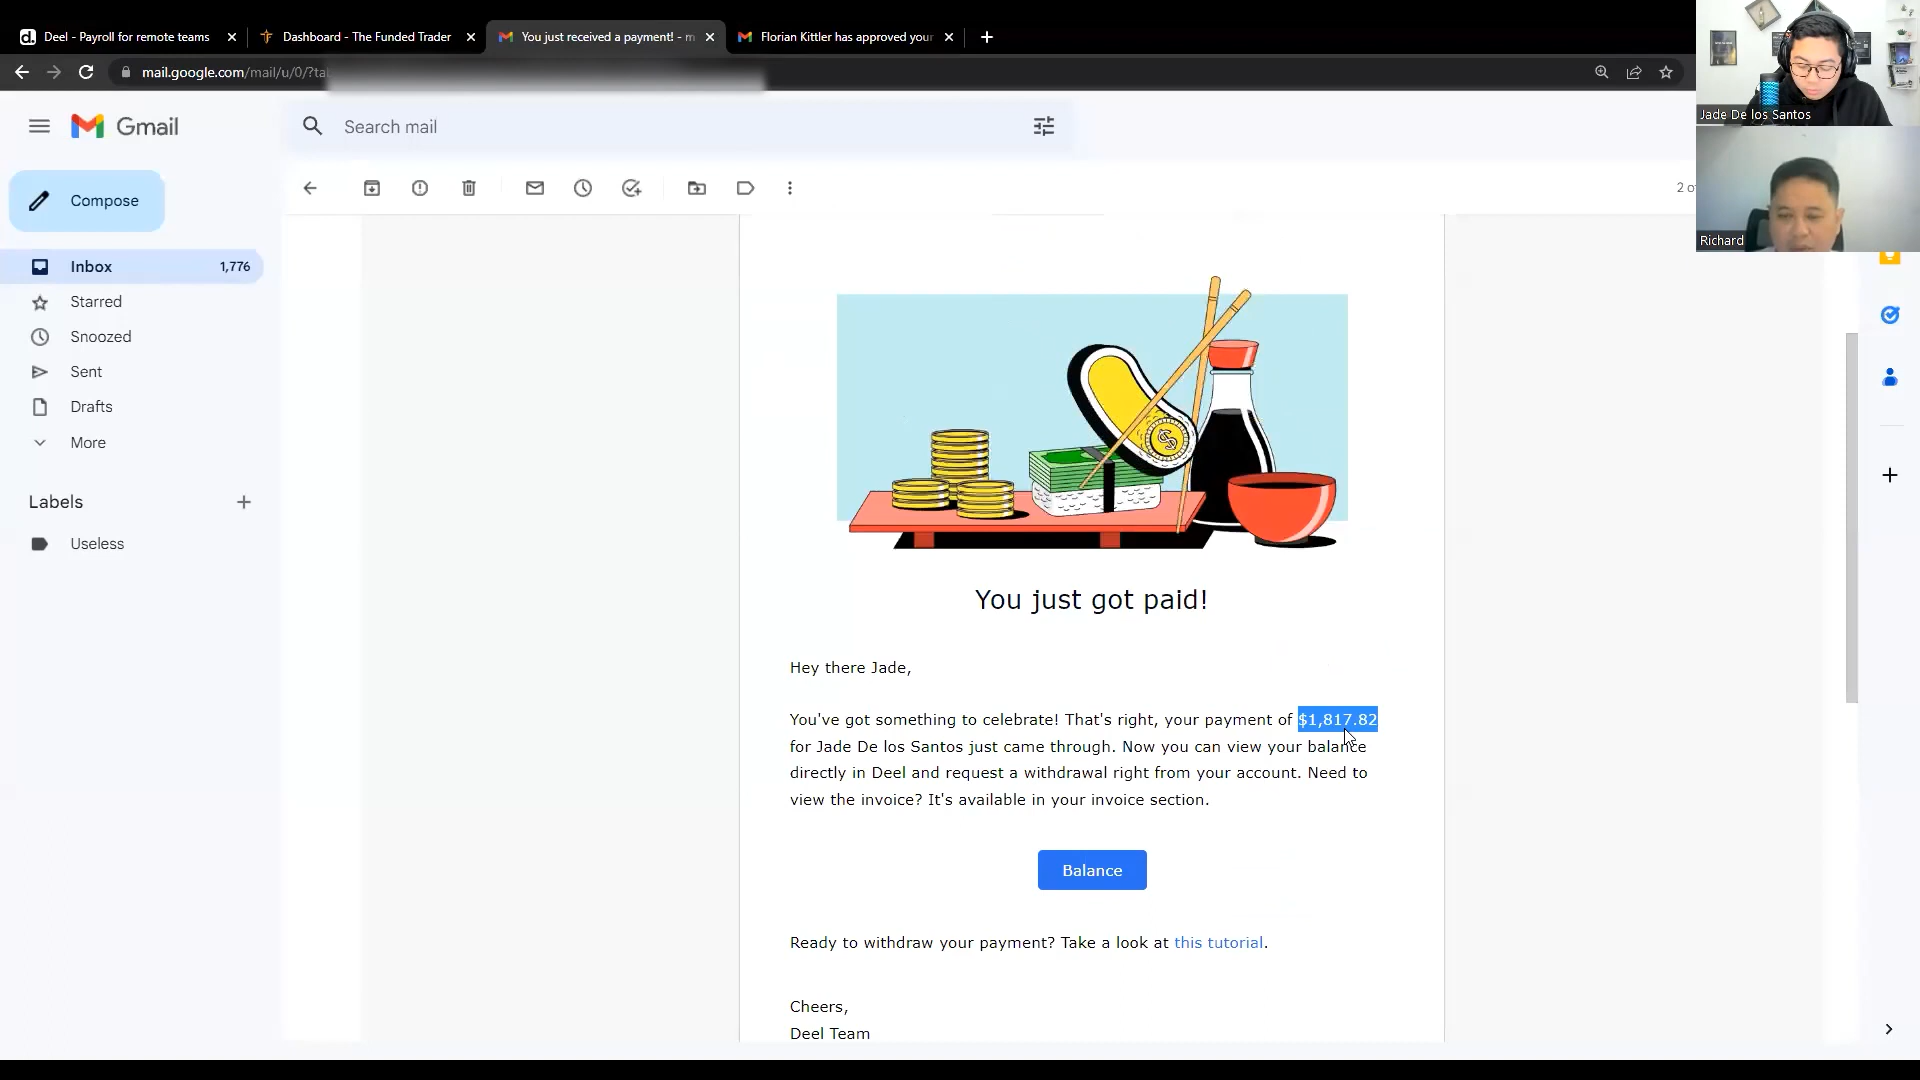 Deel - Payroll for remote teams
Dashboard - The Funded Trader
You just received a payment! - m
Florian Kittler has approved your
mail.google.com/mail/u/0/?tab
Gmail
Search mail
Compose
2 of
Inbox 1,776
Starred
Snoozed
Sent
Drafts
More
Labels
Useless
You just got paid!
Hey there Jade,
You've got something to celebrate! That's right, your payment of $1,817.82
for Jade De los Santos just came through. Now you can view your balance
directly in Deel and request a withdrawal right from your account. Need to
view the invoice? It's available in your invoice section.
Balance
Ready to withdraw your payment? Take a look at this tutorial.
Cheers,
Deel Team
Jade De los Santos
Richard